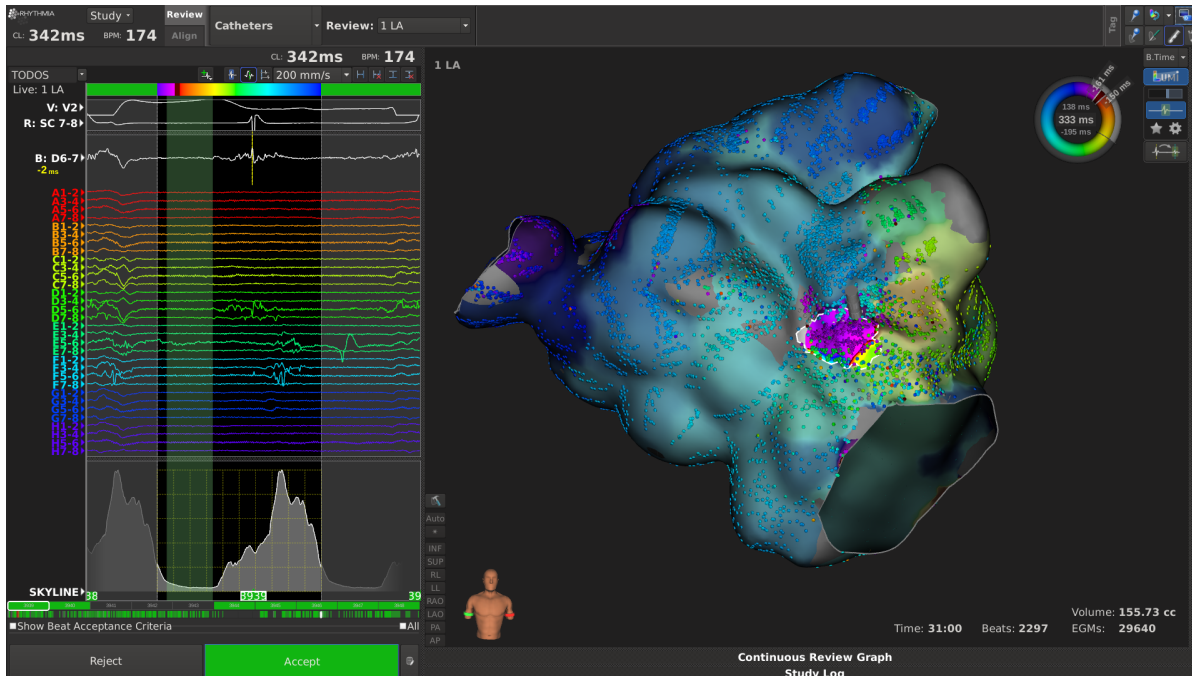 RHYTHMIA
Study
Review
Align
Catheters
Review: 1 LA
Tag
CL: 342ms BPM: 174
CL: 342ms BPM: 174
TODOS
200 mm/s
Live: 1 LA
V: V2
R: SC 7-8
B: D6-7
-2 ms
A1-2
A3-4
A5-6
A7-8
B1-2
B3-4
B5-6
B7-8
C1-2
C3-4
C5-6
C7-8
D1-2
D3-4
D5-6
D7-8
E1-2
E3-4
E5-6
E7-8
F1-2
F3-4
F5-6
F7-8
G1-2
G3-4
G5-6
G7-8
H1-2
H3-4
H5-6
H7-8
SKYLINE
38
3939
39
Show Beat Acceptance Criteria
All
Reject
Accept
1 LA
B.Time
-161 ms
-150 ms
138 ms
333 ms
-195 ms
Auto
INF
SUP
RL
LL
RAO
LAO
PA
AP
Volume: 155.73 cc
Time: 31:00 Beats: 2297 EGMs: 29640
Continuous Review Graph
Study Log